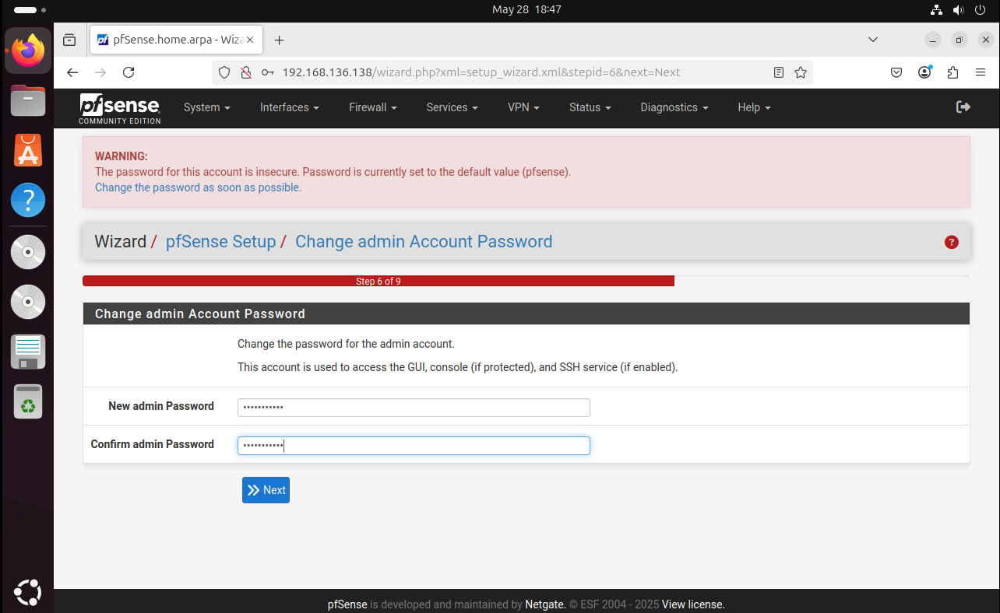 May 28 18:47
pfSense.home.arpa - Wiza
192.168.136.138/wizard.php?xml=setup_wizard.xml&stepid=6&next=Next
pfsense
COMMUNITY EDITION
System
Interfaces
Firewall
Services
VPN
Status
Diagnostics
Help
WARNING:
The password for this account is insecure. Password is currently set to the default value (pfsense).
Change the password as soon as possible.
Wizard / pfSense Setup / Change admin Account Password
Step 6 of 9
Change admin Account Password
Change the password for the admin account.
This account is used to access the GUI, console (if protected), and SSH service (if enabled).
New admin Password
•••••••••••
Confirm admin Password
•••••••••••
Next
pfSense is developed and maintained by Netgate. © ESF 2004 - 2025 View license.